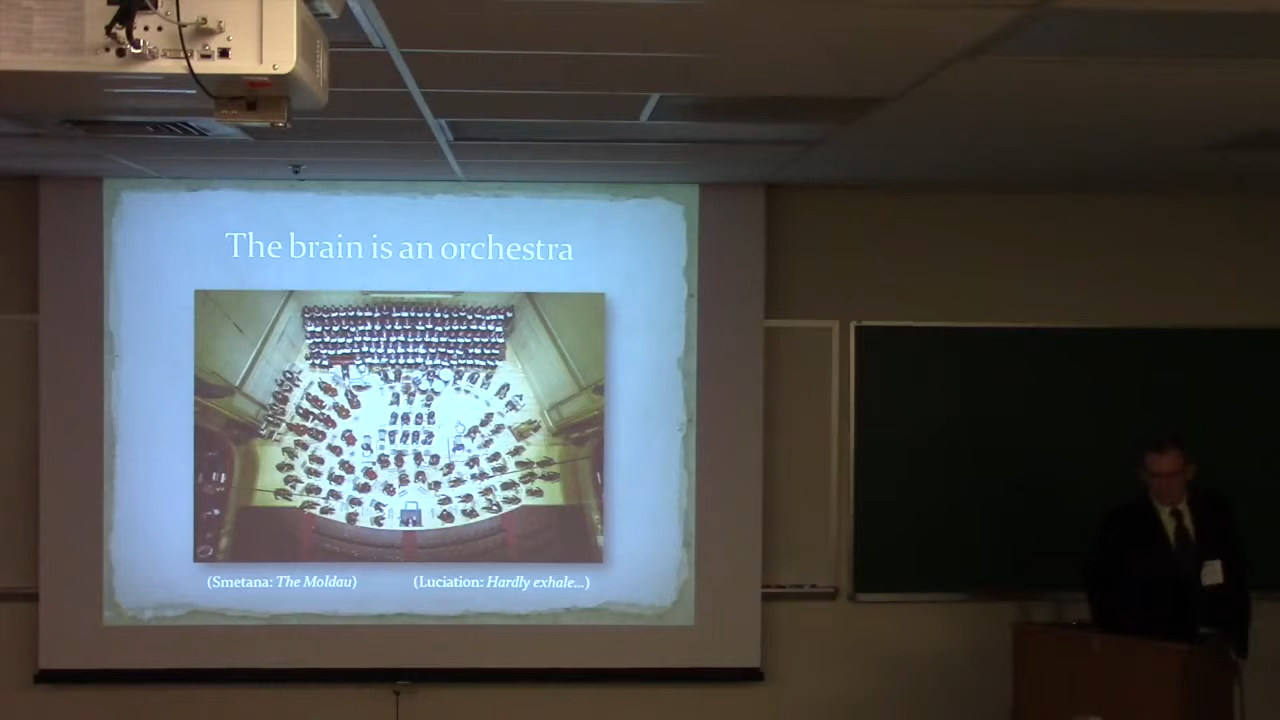 The brain is an orchestra
(Smetana: The Moldau) (Luciation: Hardly exhale...)